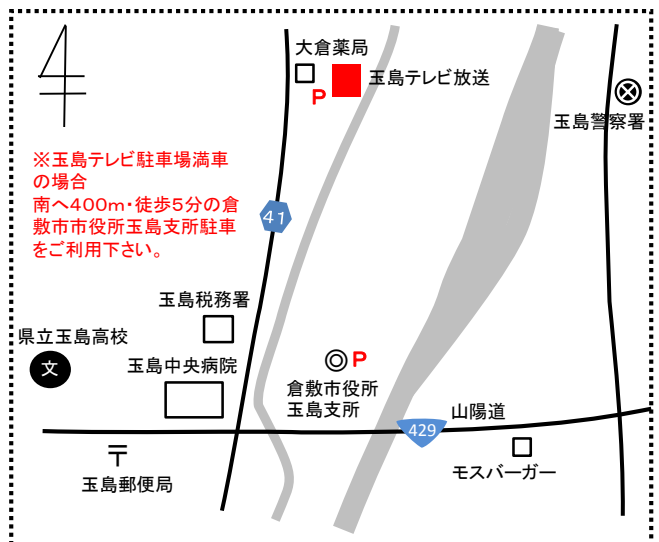 大倉薬局
P
玉島テレビ放送
玉島警察署
※玉島テレビ駐車場満車
の場合
南へ400m・徒歩5分の倉
敷市市役所玉島支所駐車
をご利用下さい。
41
玉島税務署
県立玉島高校
文
玉島中央病院
P
倉敷市役所
玉島支所
山陽道
429
〒
玉島郵便局
モスバーガー